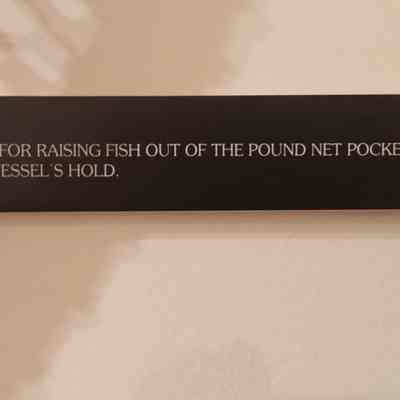 FOR RAISING FISH OUT OF THE POUND NET POCKE
ESSEL'S HOLD.